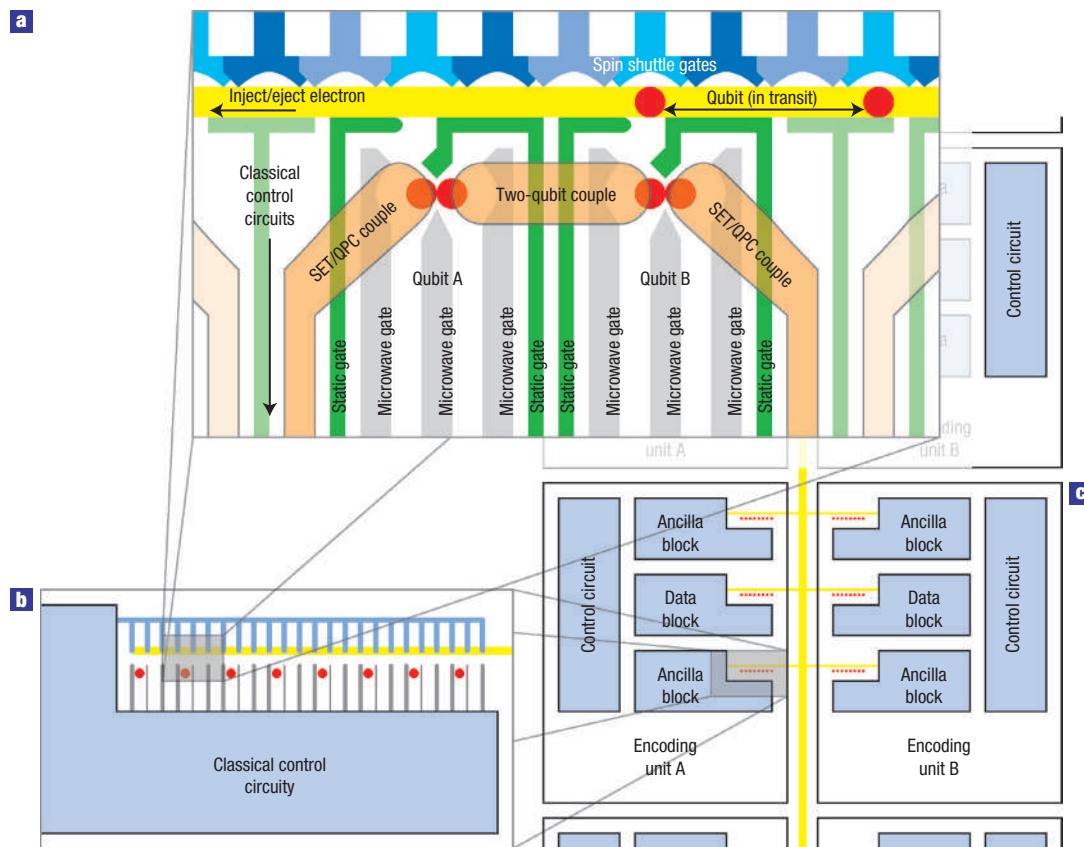 a
Spin shuttle gates
Inject/eject electron
Qubit (in transit)
Classical
control
circuits
Two-qubit couple
SET/QPC couple
SET/QPC couple
Qubit A
Qubit B
Static gate
Microwave gate
Microwave gate
Microwave gate
Static gate
Static gate
Microwave gate
Microwave gate
Static gate
a
a
Control circuit
unit A
oding
unit B
c
Control circuit
Ancilla
block
Ancilla
block
Control circuit
Data
block
Data
block
Ancilla
block
Ancilla
block
Encoding
unit A
Encoding
unit B
b
Classical control
circuity